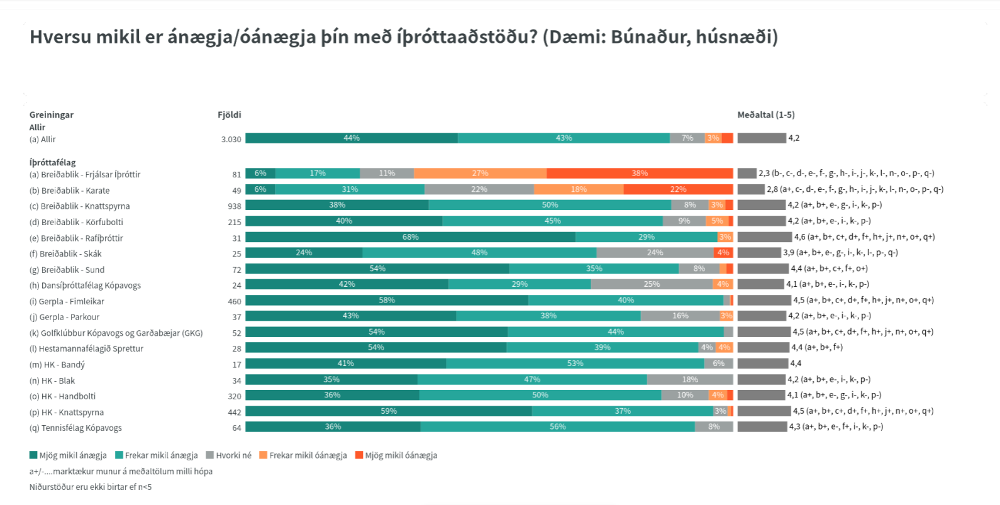 Hversu mikil er ánægja/óánægja þín með íþróttaaðstöðu? (Dæmi: Búnaður, húsnæði)
Greiningar Fjöldi Meðaltal (1-5)
Allir
(a) Allir 3.030 44% 43% 7% 3% 4,2
Íþróttafélag
(a) Breiðablik - Frjálsar Íþróttir 81 6% 17% 11% 27% 38% 2,3 (b-, c-, d-, e-, f-, g-, h-, i-, j-, k-, l-, n-, o-, p-, q-)
(b) Breiðablik - Karate 49 6% 31% 22% 18% 22% 2,8 (a+, c-, d-, e-, f-, g-, h-, i-, j-, k-, l-, n-, o-, p-, q-)
(c) Breiðablik - Knattspyrna 938 38% 50% 8% 3% 4,2 (a+, b+, e-, g-, i-, k-, p-)
(d) Breiðablik - Körfubolti 215 40% 45% 9% 5% 4,2 (a+, b+, e-, i-, k-, p-)
(e) Breiðablik - Rafíþróttir 31 68% 29% 3% 4,6 (a+, b+, c+, d+, f+, h+, j+, n+, o+, q+)
(f) Breiðablik - Skák 25 24% 48% 24% 4% 3,9 (a+, b+, e-, g-, i-, k-, l-, p-, q-)
(g) Breiðablik - Sund 72 54% 35% 8% 4,4 (a+, b+, c+, f+, o+)
(h) Dansíþróttafélag Kópavogs 24 42% 29% 25% 4% 4,1 (a+, b+, e-, i-, k-, p-)
(i) Gerpla - Fimleikar 460 58% 40% 4,5 (a+, b+, c+, d+, f+, h+, j+, n+, o+, q+)
(j) Gerpla - Parkour 37 43% 38% 16% 3% 4,2 (a+, b+, e-, i-, k-, p-)
(k) Golfklúbbur Kópavogs og Garðabæjar (GKG) 52 54% 44% 4,5 (a+, b+, c+, d+, f+, h+, j+, n+, o+, q+)
(l) Hestamannafélagið Sprettur 28 54% 39% 4% 4% 4,4 (a+, b+, f+)
(m) HK - Bandý 17 41% 53% 6% 4,4
(n) HK - Blak 34 35% 47% 18% 4,2 (a+, b+, e-, i-, k-, p-)
(o) HK - Handbolti 320 36% 50% 10% 4% 4,1 (a+, b+, e-, g-, i-, k-, p-)
(p) HK - Knattspyrna 442 59% 37% 3% 4,5 (a+, b+, c+, d+, f+, h+, j+, n+, o+, q+)
(q) Tennisfélag Kópavogs 64 36% 56% 8% 4,3 (a+, b+, e-, f+, i-, k-, p-)
Mjög mikil ánægja Frekar mikil ánægja Hvorki né Frekar mikil óánægja Mjög mikil óánægja
a+/-....marktækur munur á meðaltölum milli hópa
Niðurstöður eru ekki birtar ef n<5